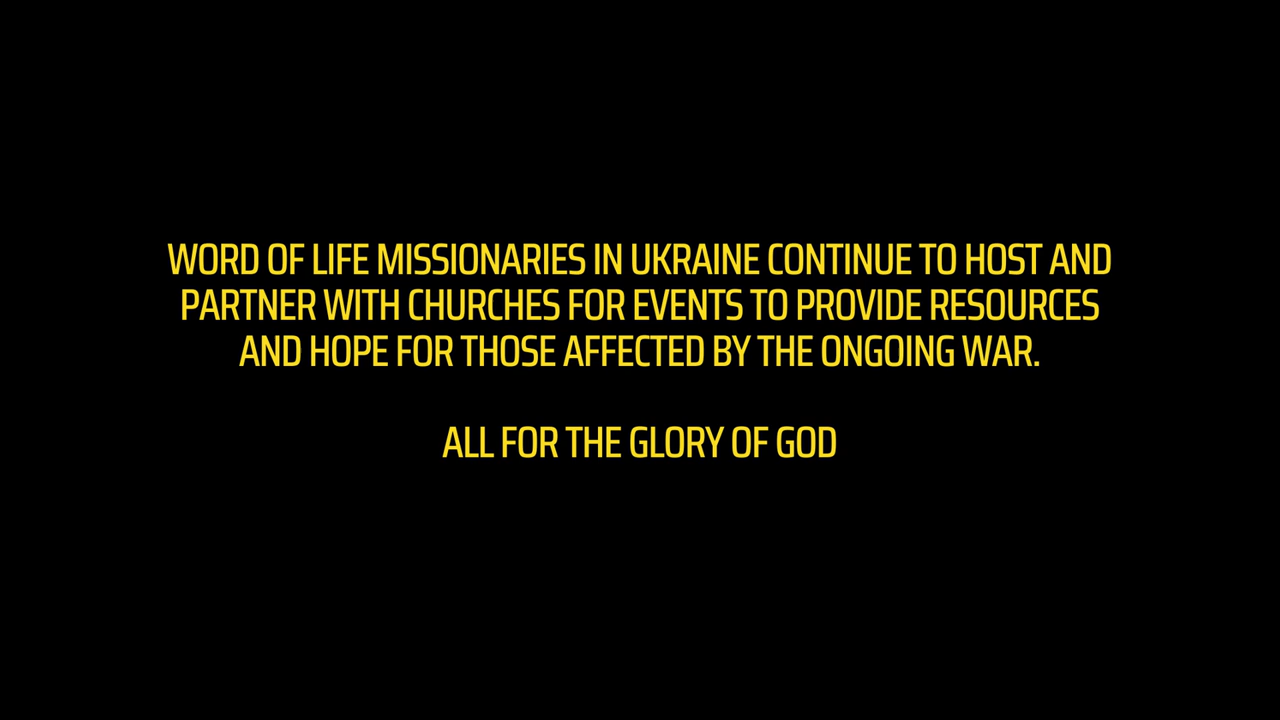 WORD OF LIFE MISSIONARIES IN UKRAINE CONTINUE TO HOST AND
PARTNER WITH CHURCHES FOR EVENTS TO PROVIDE RESOURCES
AND HOPE FOR THOSE AFFECTED BY THE ONGOING WAR.
ALL FOR THE GLORY OF GOD